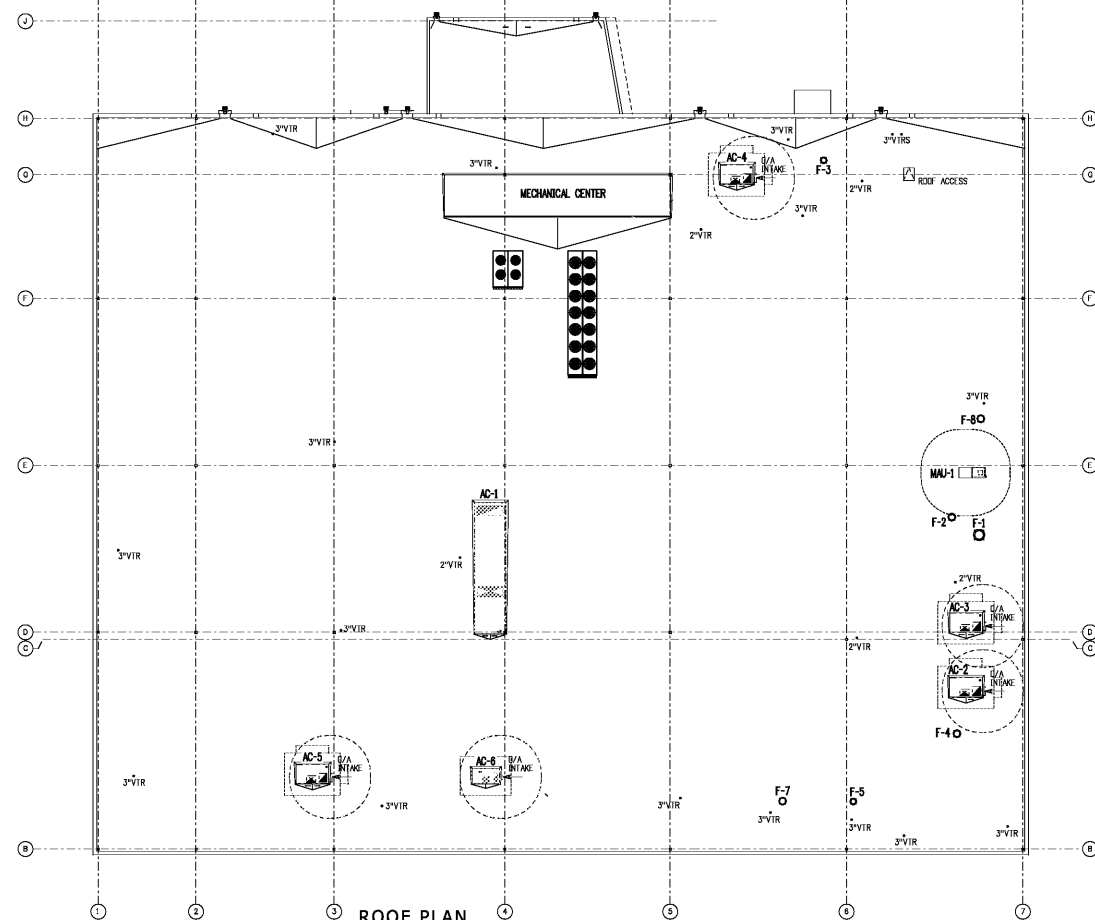 J
H
H
3"VTR
3"VTR
3"VTRS
3"VTR
AC-4
O/A
INTAKE
F-3
G
G
2"VTR
ROOF ACCESS
MECHANICAL CENTER
3"VTR
2"VTR
F
F
3"VTR
F-8
3"VTR
E
E
MAU-1
AC-1
F-2
F-1
3"VTR
2"VTR
2"VTR
AC-3
O/A
INTAKE
3"VTR
D
D
C
C
2"VTR
AC-2
O/A
INTAKE
F-4
AC-5
O/A
INTAKE
AC-6
O/A
INTAKE
3"VTR
3"VTR
3"VTR
F-7
F-5
3"VTR
3"VTR
3"VTR
B
B
1
2
3
4
5
6
7
ROOF PLAN